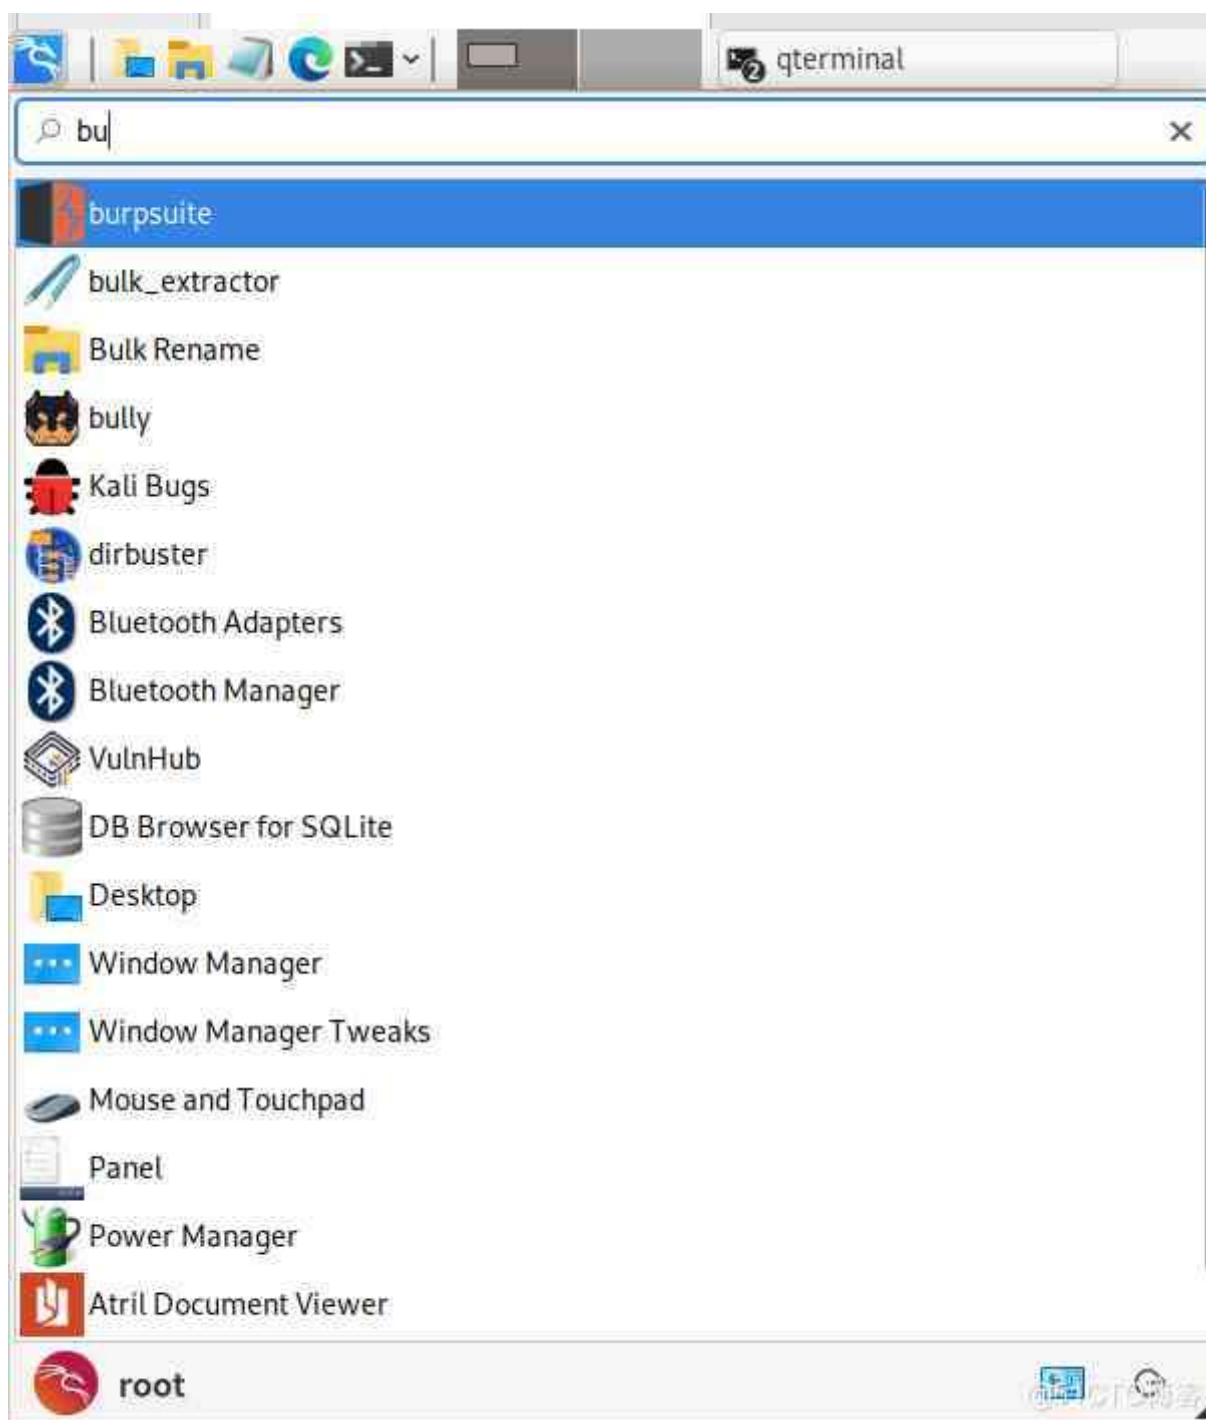 2 qterminal
bu
burpsuite
bulk_extractor
Bulk Rename
bully
Kali Bugs
dirbuster
Bluetooth Adapters
Bluetooth Manager
VulnHub
DB Browser for SQLite
Desktop
Window Manager
Window Manager Tweaks
Mouse and Touchpad
Panel
Power Manager
Atril Document Viewer
root